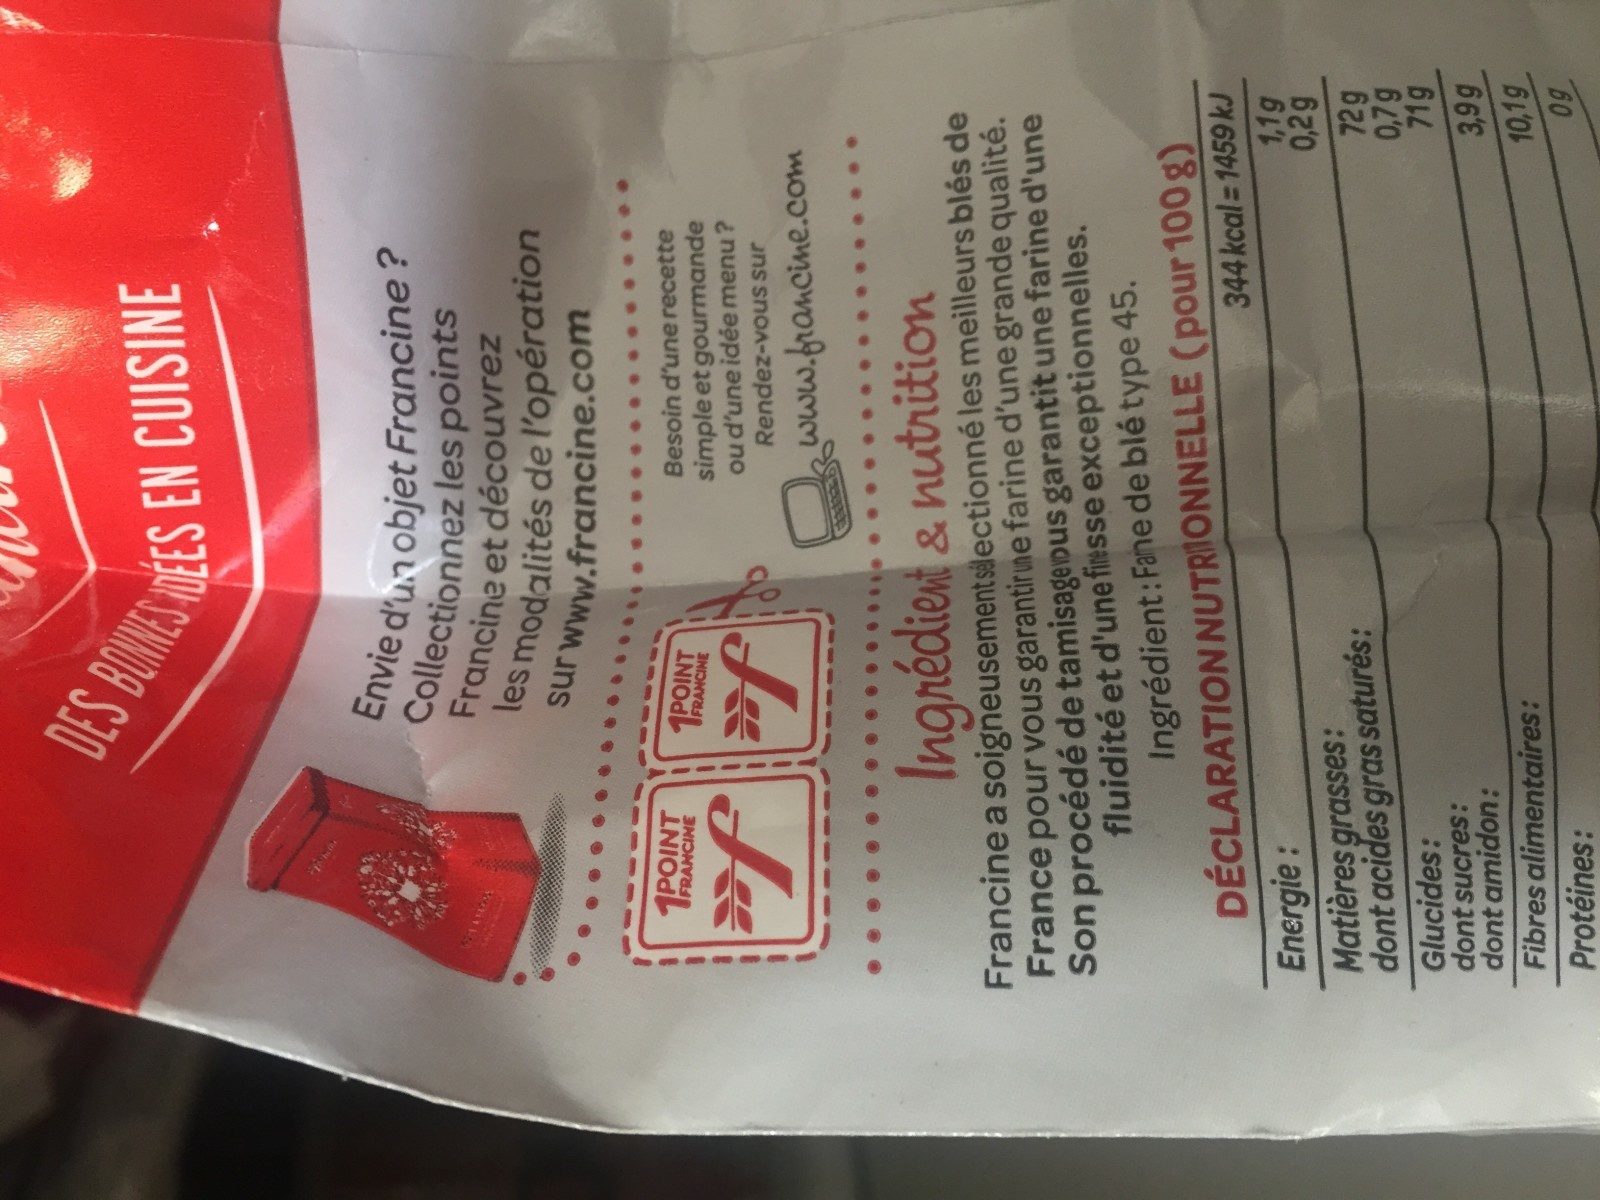 DES BONNES IDÉES EN CUISINE
Envie d'un objet Francine ?
Collectionnez les points
Francine et découvrez
les modalités de l'opération
sur www.francine.com
1 POINT
FRANCINE
1 POINT
FRANCINE
Besoin d'une recette
simple et gourmande
ou d'une idée menu ?
Rendez-vous sur
www.francine.com
Ingrédient & nutrition
Francine a soigneusement sélectionné les meilleurs blés de
France pour vous garantir une farine d'une grande qualité.
Son procédé de tamisage vous garantit une farine d'une
fluidité et d'une finesse exceptionnelles.
Ingrédient : Farine de blé type 45.
DÉCLARATION NUTRITIONNELLE (pour 100 g)
Energie : 344 kcal = 1459 kJ
Matières grasses : 1,1 g
dont acides gras saturés : 0,2 g
Glucides : 72 g
dont sucres : 0,7 g
dont amidon : 71 g
Fibres alimentaires : 3,9 g
Protéines : 10,1 g
0 g